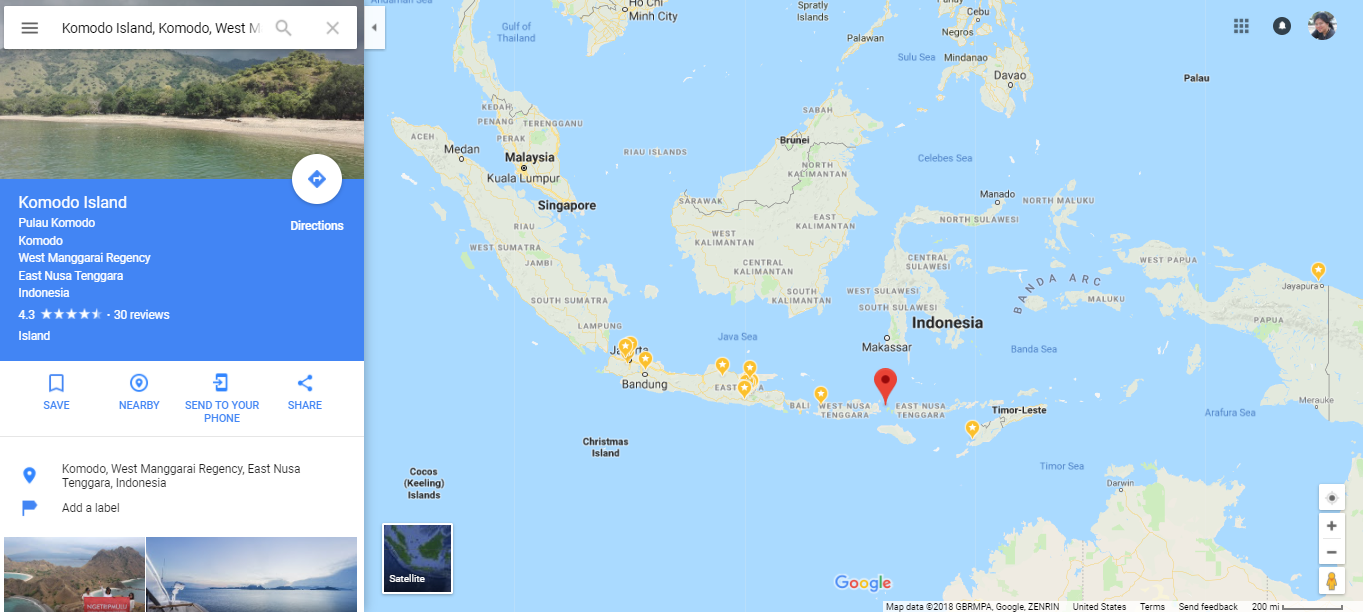 Komodo Island, Komodo, West M
Komodo Island
Pulau Komodo
Komodo
West Manggarai Regency
East Nusa Tenggara
Indonesia
4.3 ★★★★★ · 30 reviews
Island
Directions
SAVE
NEARBY
SEND TO YOUR
PHONE
SHARE
Komodo, West Manggarai Regency, East Nusa
Tenggara, Indonesia
Add a label
Andaman Sea
Ho Chi
Minh City
Gulf of
Thailand
Spratly
Islands
Cebu
Negros
Palawan
Sulu Sea
Mindanao
Davao
Palau
KEDAH
PENANG
TERENGGANU
PERAK
ACEH
Medan
Malaysia
Kuala Lumpur
Singapore
RIAU ISLANDS
RIAU
WEST SUMATRA
JAMBI
SOUTH SUMATRA
LAMPUNG
SABAH
Brunei
NORTH
KALIMANTAN
SARAWAK
EAST
KALIMANTAN
WEST
KALIMANTAN
CENTRAL
KALIMANTAN
SOUTH
KALIMANTAN
Celebes Sea
Manado
NORTH MALUKU
NORTH SULAWESI
CENTRAL
SULAWESI
WEST SULAWESI
SOUTH SULAWESI
Indonesia
Makassar
BANDA ARC
MALUKU
WEST PAPUA
Jayapura
PAPUA
Merauke
Java Sea
Banda Sea
Bandung
BALI
WEST NUSA
TENGGARA
EAST NUSA
TENGGARA
Timor-Leste
Arafura Sea
Christmas
Island
Cocos
(Keeling)
Islands
Timor Sea
Darwin
Satellite
Google
Map data ©2018 GBRMPA, Google, ZENRIN United States Terms Send feedback 200 mi